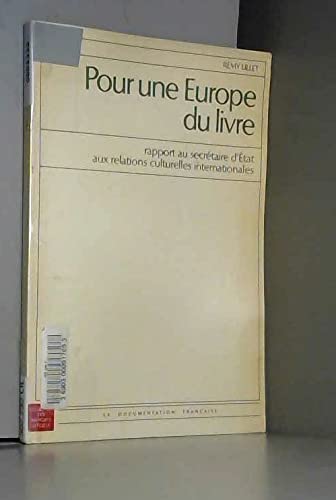 RÉMY LILLET
Pour une Europe
du livre
rapport au secrétaire d'État
aux relations culturelles internationales
LA DOCUMENTATION FRANÇAISE